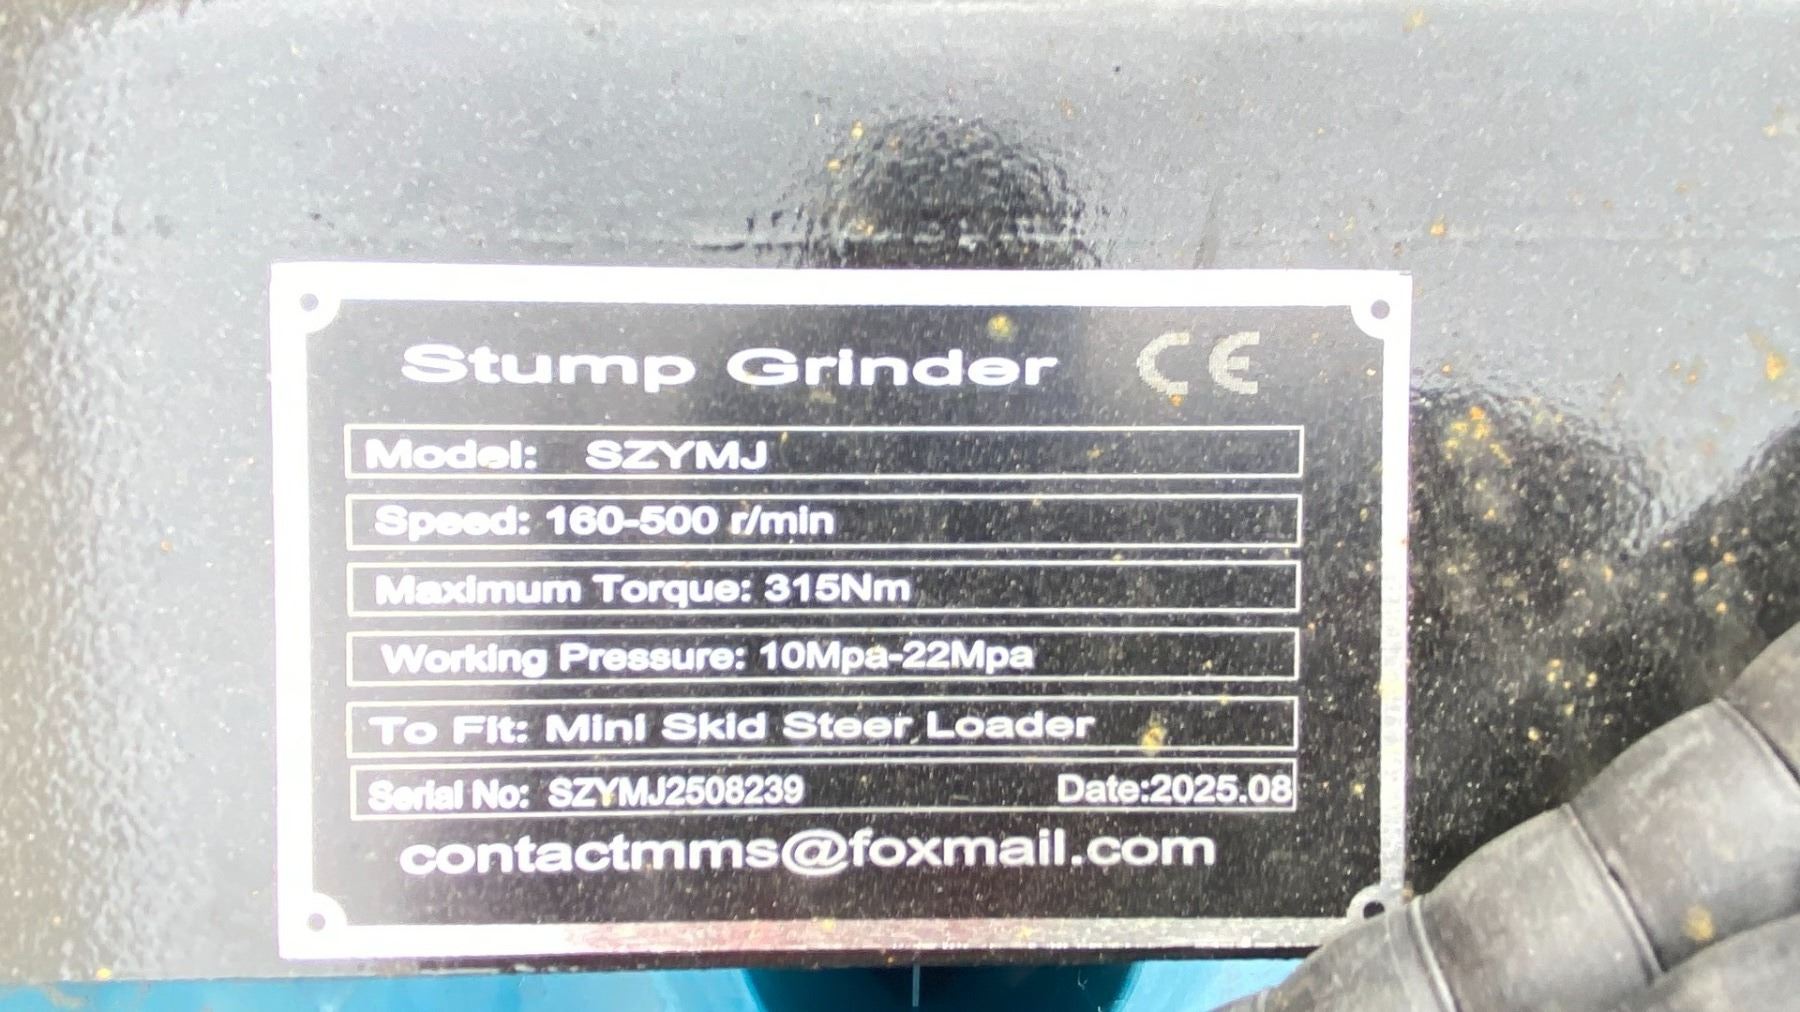 Stump Grinder CE
Model: SZYMJ
Speed: 160-500 r/min
Maximum Torque: 315Nm
Working Pressure: 10Mpa-22Mpa
To Fit: Mini Skid Steer Loader
Serial No: SZYMJ2508239 Date:2025.08
contactmms@foxmail.com